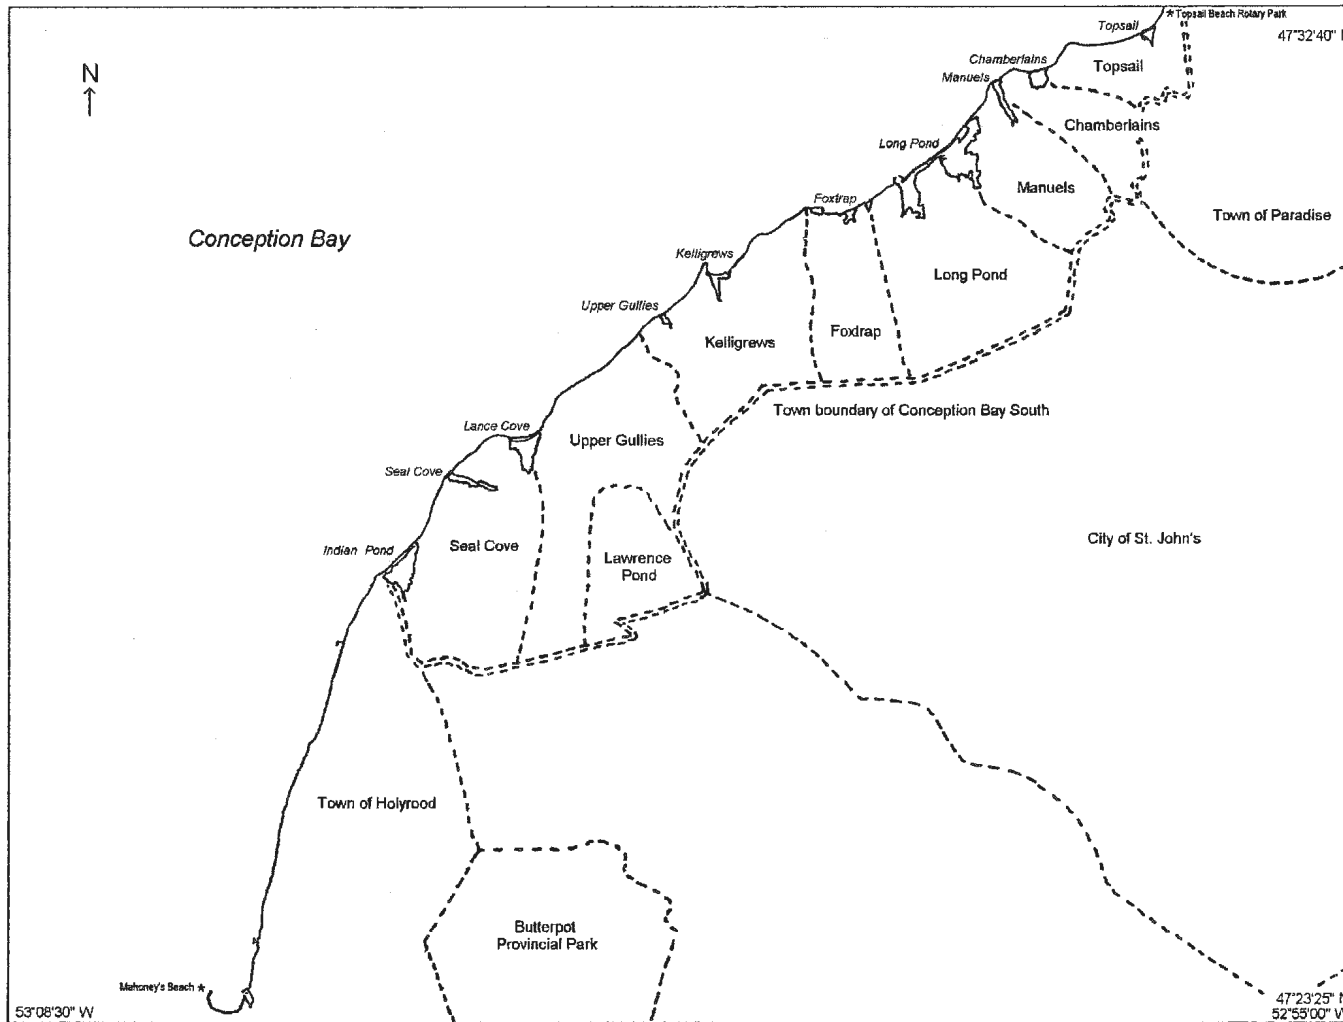 * Topsail Beach Rotary Park
Topsail
47°32'40"
N
Chamberlains
Topsail
Manuels
Chamberlains
Long Pond
Manuels
Foxtrap
Town of Paradise
Conception Bay
Kelligrews
Long Pond
Upper Gullies
Kelligrews
Foxtrap
Town boundary of Conception Bay South
Lance Cove
Upper Gullies
Seal Cove
City of St. John's
Indian Pond
Seal Cove
Lawrence
Pond
Town of Holyrood
Butterpot
Provincial Park
Mahoney's Beach *
53°08'30" W
47°23'25" N
52°55'00" W